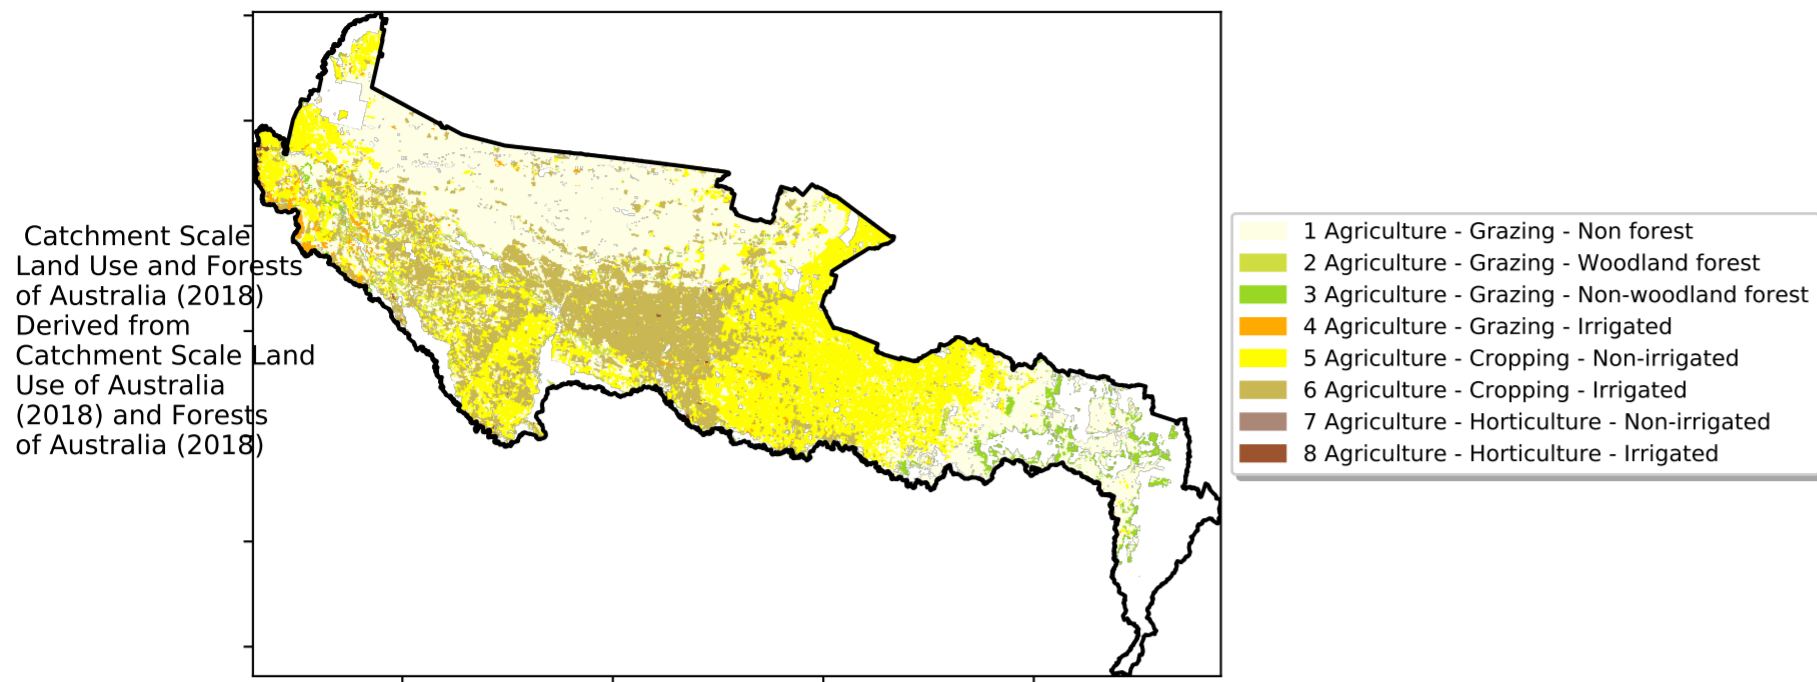 Catchment Scale
Land Use and Forests
of Australia (2018)
Derived from
Catchment Scale Land
Use of Australia
(2018) and Forests
of Australia (2018)
1 Agriculture - Grazing - Non forest
2 Agriculture - Grazing - Woodland forest
3 Agriculture - Grazing - Non-woodland forest
4 Agriculture - Grazing - Irrigated
5 Agriculture - Cropping - Non-irrigated
6 Agriculture - Cropping - Irrigated
7 Agriculture - Horticulture - Non-irrigated
8 Agriculture - Horticulture - Irrigated